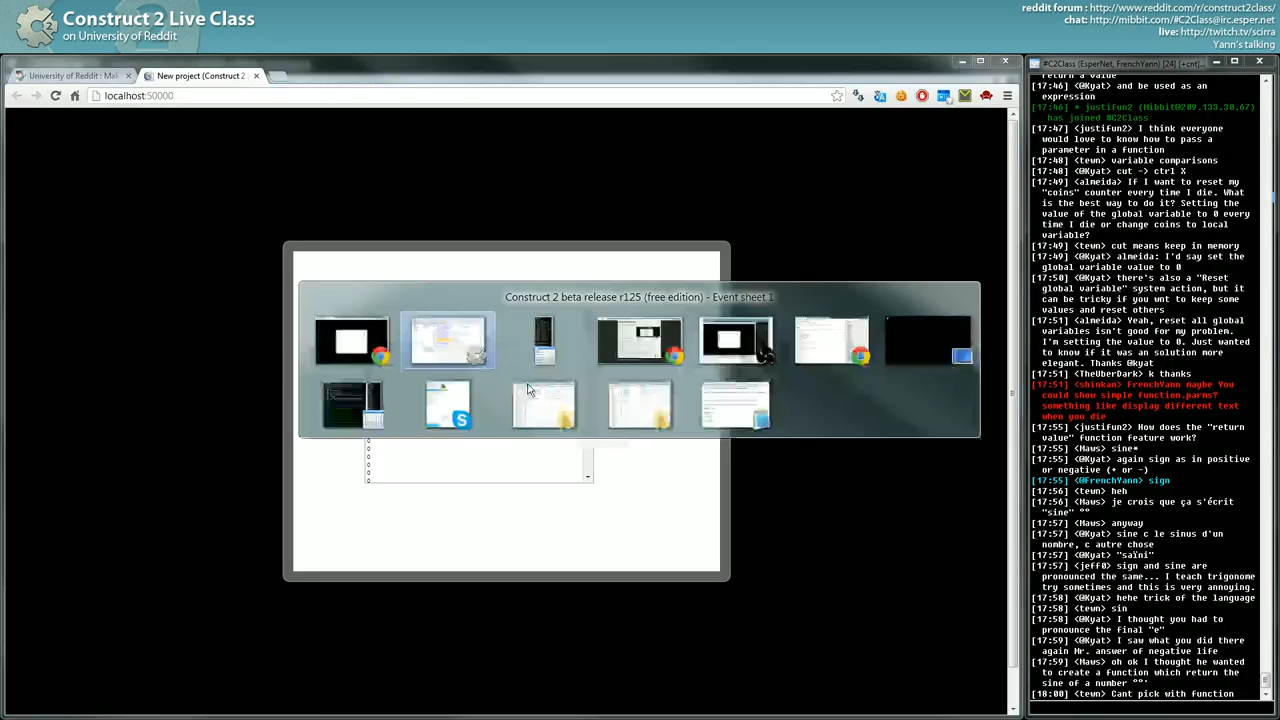 Construct 2 Live Class
on University of Reddit
reddit forum : http://www.reddit.com/r/construct2class/
chat: http://mibbit.com/#C2Class@irc.esper.net
live: http://twitch.tv/scirra
Yann's talking
University of Reddit : Mak
New project (Construct 2
localhost:50000
Construct 2 beta release r125 (free edition) - Event sheet 1
0
0
0
0
0
#C2Class (EsperNet, FrenchYann) [24] [+cnt]...
return a value
[17:46] <@Kyat> and be used as an
expression
[17:46] * justifun2 (Mibbit@209.133.30.67)
has joined #C2Class
[17:47] <justifun2> I think everyone
would love to know how to pass a
parameter in a function
[17:48] <tewn> variable comparisons
[17:48] <@Kyat> cut -> ctrl X
[17:49] <almeida> If I want to reset my
"coins" counter every time I die. What
is the best way to do it? Setting the
value of the global variable to 0 every
time I die or change coins to local
variable?
[17:49] <tewn> cut means keep in memory
[17:49] <@Kyat> almeida: I'd say set the
global variable value to 0
[17:50] <@Kyat> there's also a "Reset
global variable" system action, but it
can be tricky if you wnt to keep some
values and reset others
[17:51] <almeida> Yeah, reset all global
variables isn't good for my problem.
I'm setting the value to 0. Just wanted
to know if it was an solution more
elegant. Thanks @kyat
[17:51] <TheUberDark> k thanks
[17:51] <shinkan> FrenchYann maybe You
could show simple function.parms?
something like display different text
when you die
[17:55] <justifun2> How does the "return
value" function feature work?
[17:55] <Maws> sine*
[17:55] <@Kyat> again sign as in positive
or negative (+ or -)
[17:55] <@FrenchYann> sign
[17:56] <tewn> heh
[17:56] <Maws> je crois que ça s'écrit
"sine" °°
[17:57] <Maws> anyway
[17:57] <@Kyat> sine c le sinus d'un
nombre, c autre chose
[17:57] <@Kyat> "saïni"
[17:57] <jeff0> sign and sine are
pronounced the same... I teach trigonome
try sometimes and this is very annoying.
[17:58] <@Kyat> hehe trick of the language
[17:58] <tewn> sin
[17:58] <@Kyat> I thought you had to
pronounce the final "e"
[17:59] <@Kyat> I saw what you did there
again Mr. answer of negative life
[17:59] <Maws> oh ok I thought he wanted
to create a function which return the
sine of a number °°'
[18:00] <tewn> Cant pick with function